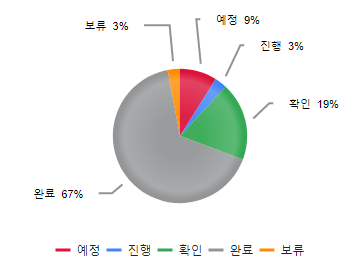 보류 3%
예정 9%
진행 3%
확인 19%
완료 67%
예정 진행 확인 완료 보류